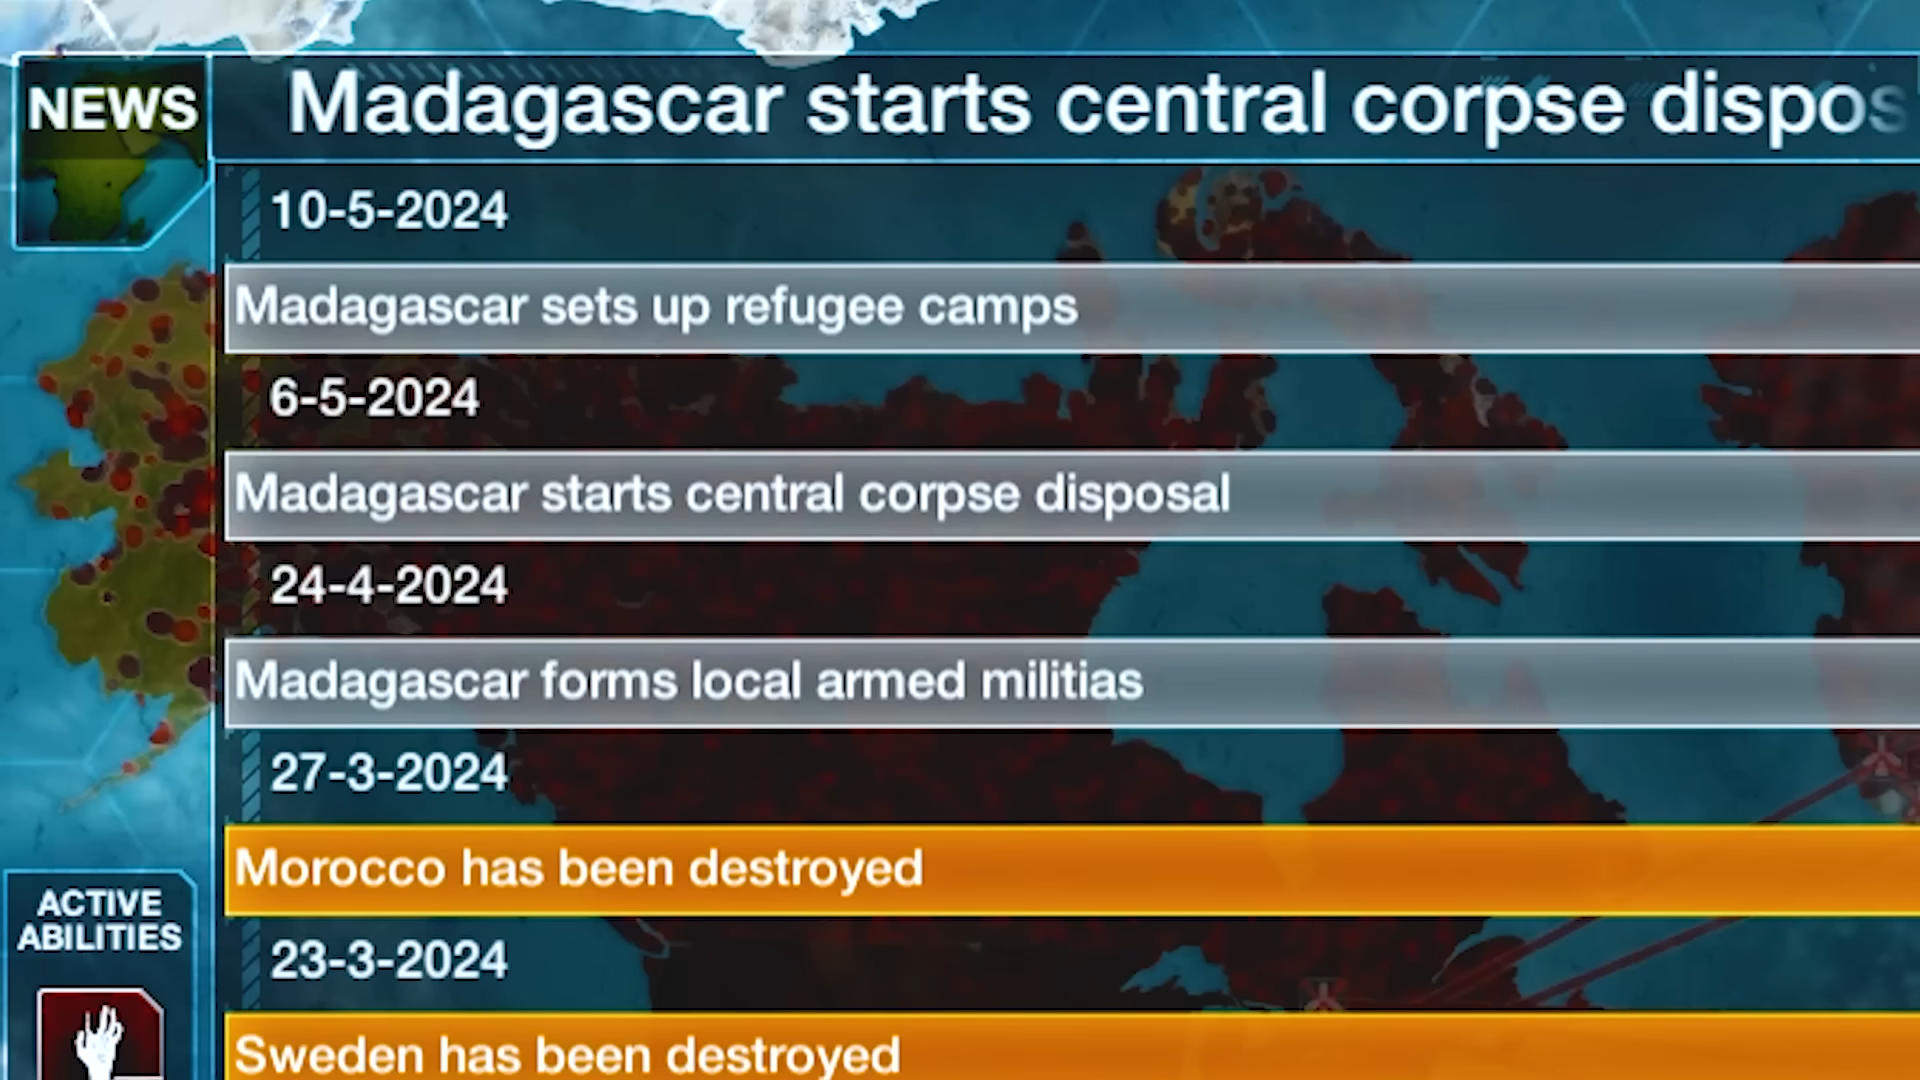 NEWS
Madagascar starts central corpse dispos
10-5-2024
Madagascar sets up refugee camps
6-5-2024
Madagascar starts central corpse disposal
24-4-2024
Madagascar forms local armed militias
27-3-2024
Morocco has been destroyed
23-3-2024
Sweden has been destroyed
ACTIVE
ABILITIES